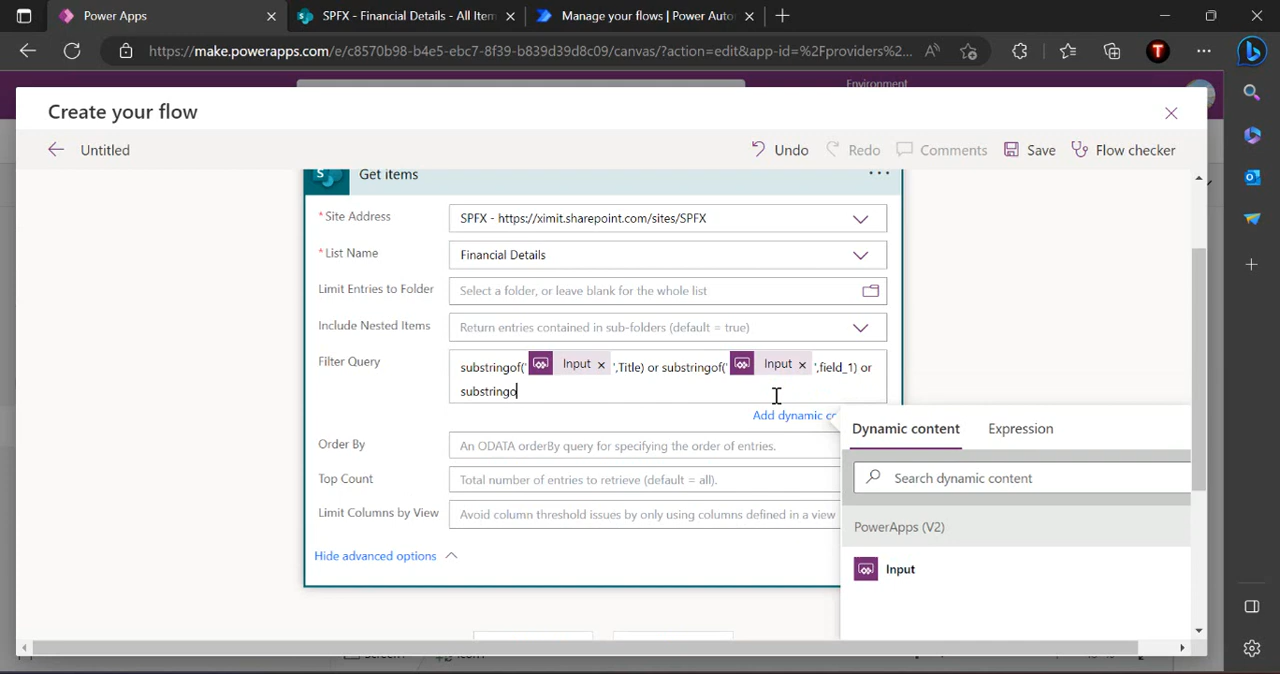 Power Apps
SPFX - Financial Details - All Item
Manage your flows | Power Auto
https://make.powerapps.com/e/c8570b98-b4e5-ebc7-8f39-b839d39d8c09/canvas/?action=edit&app-id=%2Fproviders%2...
Environment
Create your flow
Untitled
Undo
Redo
Comments
Save
Flow checker
Get items
* Site Address
SPFX - https://ximit.sharepoint.com/sites/SPFX
* List Name
Financial Details
Limit Entries to Folder
Select a folder, or leave blank for the whole list
Include Nested Items
Return entries contained in sub-folders (default = true)
Filter Query
substringof(' Input ',Title) or substringof(' Input ',field_1) or
substringo
Add dynamic co
Order By
An ODATA orderBy query for specifying the order of entries.
Top Count
Total number of entries to retrieve (default = all).
Limit Columns by View
Avoid column threshold issues by only using columns defined in a view
Hide advanced options
Dynamic content
Expression
Search dynamic content
PowerApps (V2)
Input